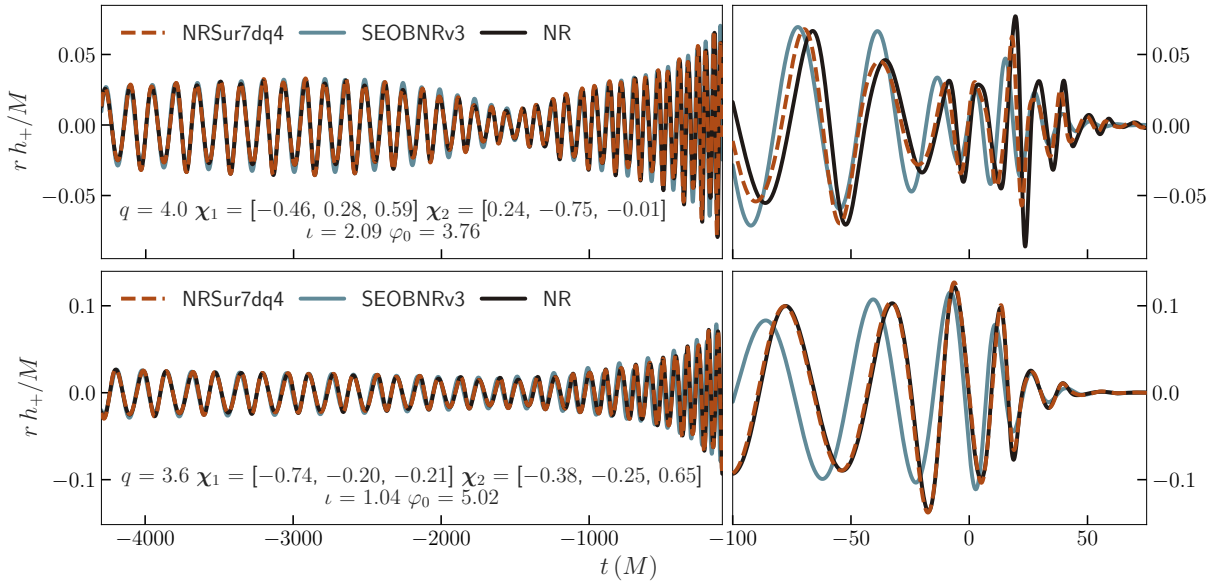 NRSur7dq4 SEOBNRv3 NR
0.05
0.00
−0.05
r h₊/M
q = 4.0 χ₁ = [−0.46, 0.28, 0.59] χ₂ = [0.24, −0.75, −0.01]
ι = 2.09 φ₀ = 3.76
0.05
0.00
−0.05
NRSur7dq4 SEOBNRv3 NR
0.1
0.0
−0.1
r h₊/M
q = 3.6 χ₁ = [−0.74, −0.20, −0.21] χ₂ = [−0.38, −0.25, 0.65]
ι = 1.04 φ₀ = 5.02
0.1
0.0
−0.1
−4000 −3000 −2000 −1000 −100 −50 0 50
t (M)